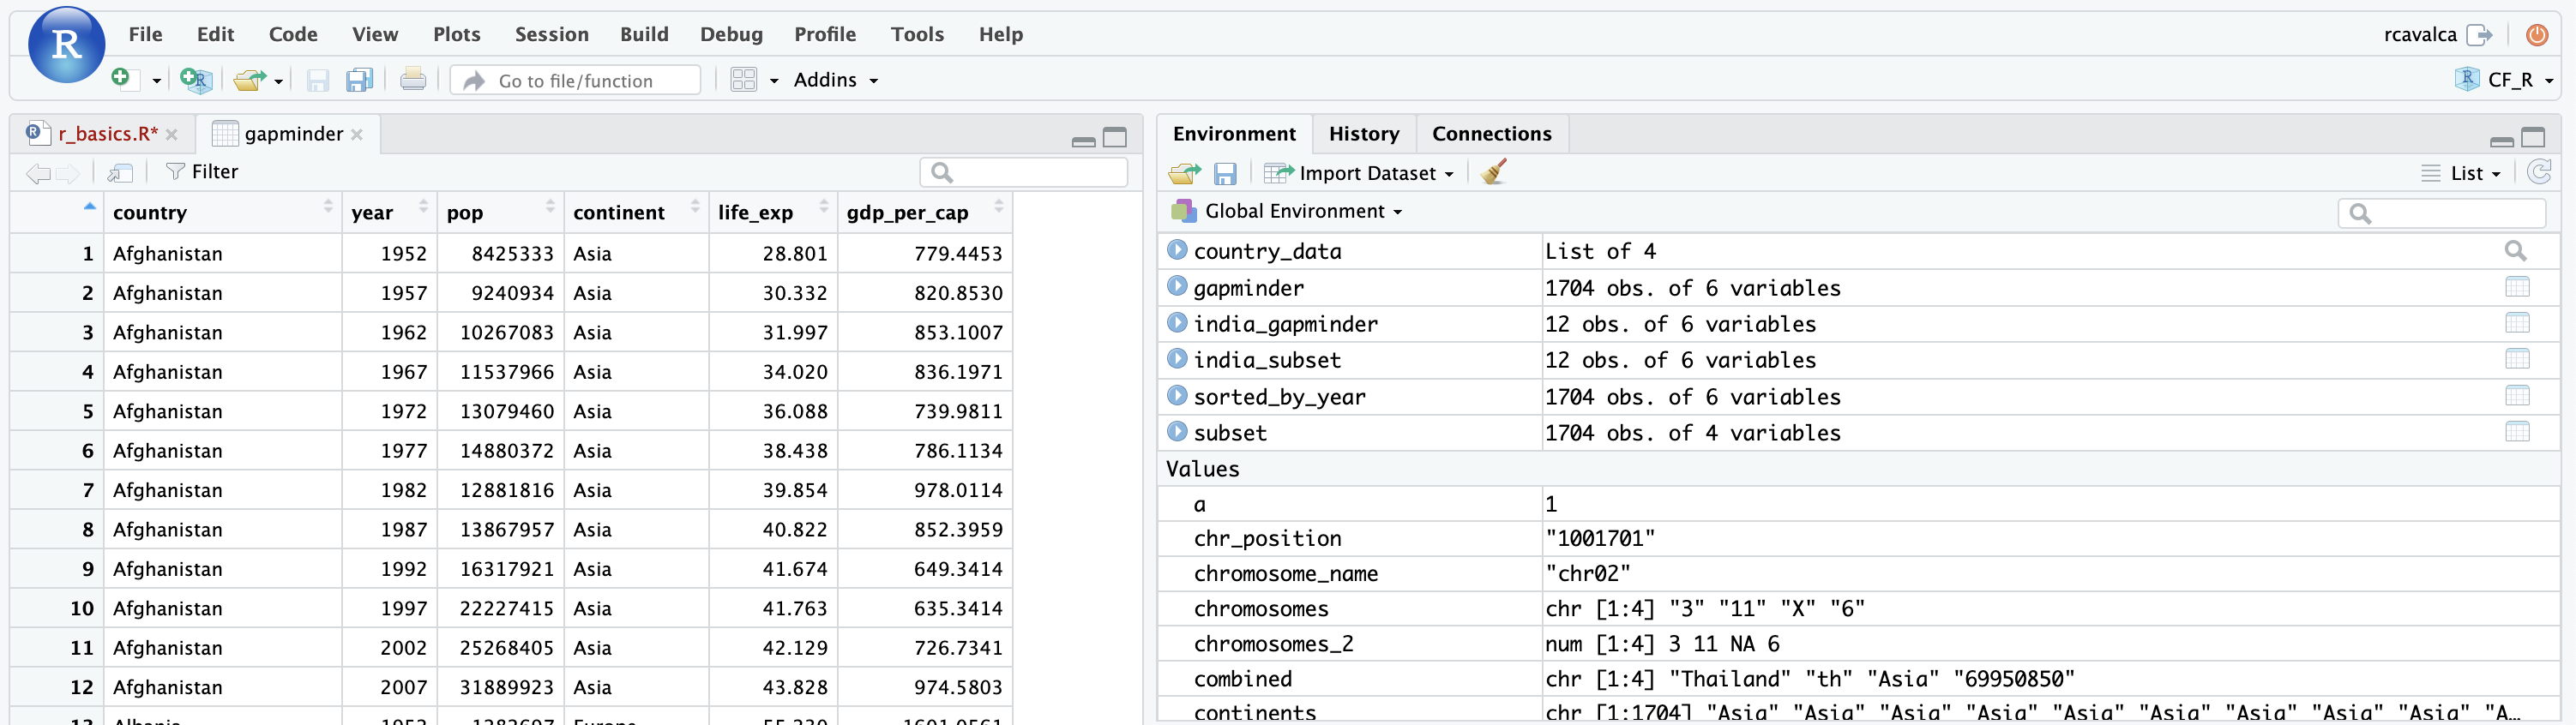 R File Edit Code View Plots Session Build Debug Profile Tools Help rcavalca
Go to file/function Addins CF_R
r_basics.R* gapminder
Filter
country year pop continent life_exp gdp_per_cap
1 Afghanistan 1952 8425333 Asia 28.801 779.4453
2 Afghanistan 1957 9240934 Asia 30.332 820.8530
3 Afghanistan 1962 10267083 Asia 31.997 853.1007
4 Afghanistan 1967 11537966 Asia 34.020 836.1971
5 Afghanistan 1972 13079460 Asia 36.088 739.9811
6 Afghanistan 1977 14880372 Asia 38.438 786.1134
7 Afghanistan 1982 12881816 Asia 39.854 978.0114
8 Afghanistan 1987 13867957 Asia 40.822 852.3959
9 Afghanistan 1992 16317921 Asia 41.674 649.3414
10 Afghanistan 1997 22227415 Asia 41.763 635.3414
11 Afghanistan 2002 25268405 Asia 42.129 726.7341
12 Afghanistan 2007 31889923 Asia 43.828 974.5803
13 Albania 1952 1282697 Europe 55.230 1601.0561
Environment History Connections
Import Dataset List
Global Environment
country_data List of 4
gapminder 1704 obs. of 6 variables
india_gapminder 12 obs. of 6 variables
india_subset 12 obs. of 6 variables
sorted_by_year 1704 obs. of 6 variables
subset 1704 obs. of 4 variables
Values
a 1
chr_position "1001701"
chromosome_name "chr02"
chromosomes chr [1:4] "3" "11" "X" "6"
chromosomes_2 num [1:4] 3 11 NA 6
combined chr [1:4] "Thailand" "th" "Asia" "69950850"
continents chr [1:1704] "Asia" "Asia" "Asia" "Asia" "Asia" "Asia" "Asia" "Asia" "Asia" "A…